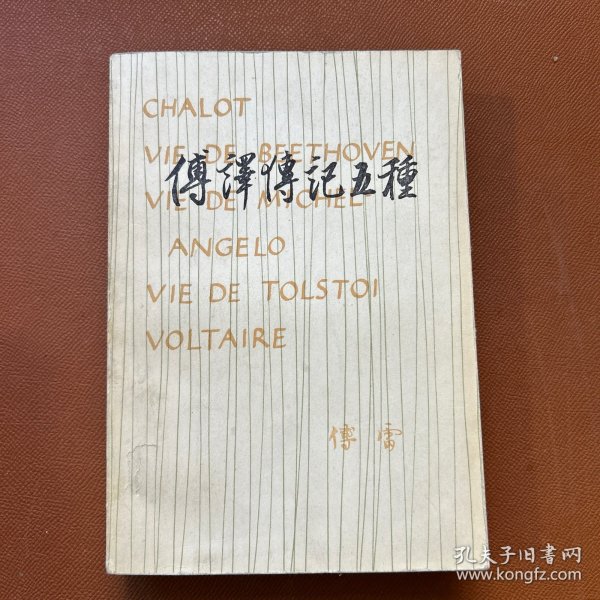 CHALOT
VIE DE BEETHOVEN
傅譯傳記五種
VIE DE MICHEL
ANGELO
VIE DE TOLSTOI
VOLTAIRE
傅雷
孔夫子旧书网
www.kongfz.com